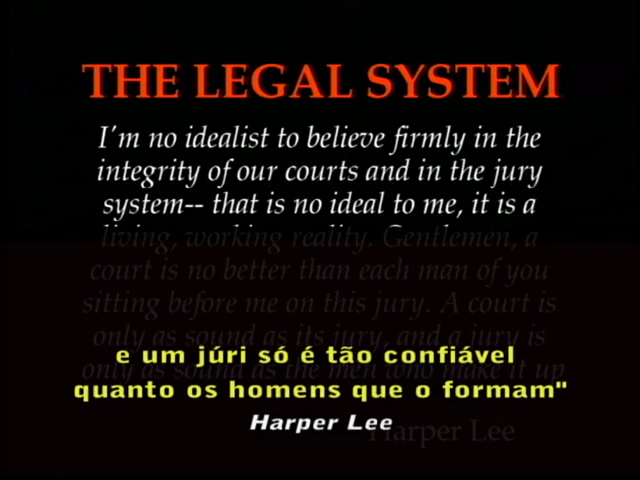 THE LEGAL SYSTEM
I'm no idealist to believe firmly in the
integrity of our courts and in the jury
system-- that is no ideal to me, it is a
living, working reality. Gentlemen, a
court is no better than each man of you
sitting before me on this jury. A court is
only as sound as its jury, and a jury is
only as sound as the men who make it up
e um júri só é tão confiável
quanto os homens que o formam"
Harper Lee
Harper Lee